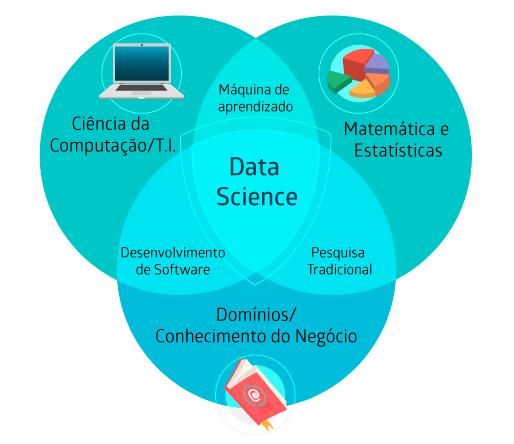 Máquina de
aprendizado
Ciência da
Computação/T.I.
Matemática e
Estatísticas
Data
Science
Desenvolvimento
de Software
Pesquisa
Tradicional
Domínios/
Conhecimento do Negócio